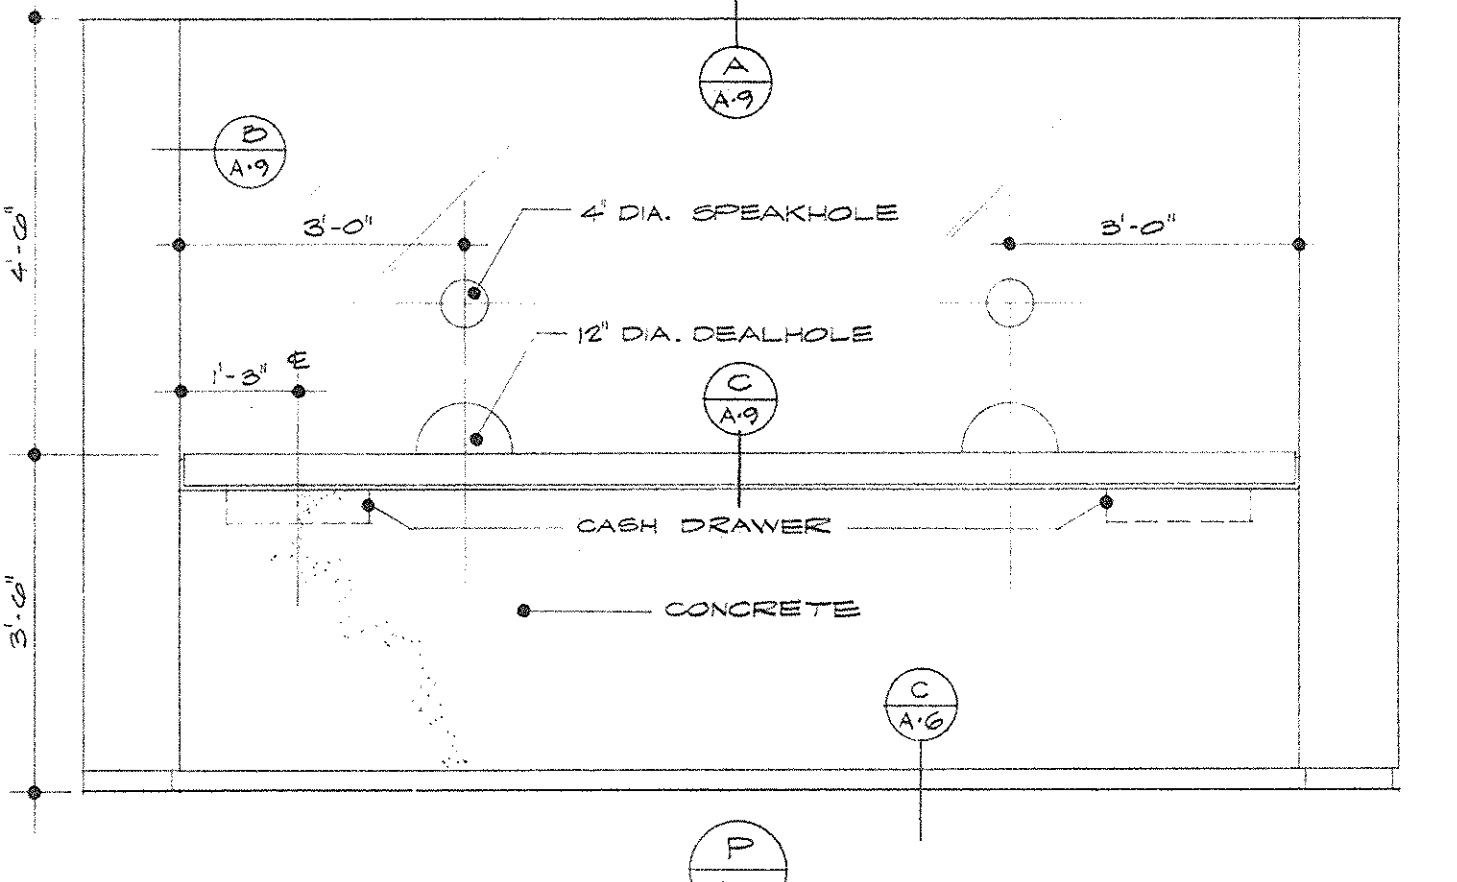 A
A·9
B
A·9
3'-0"
4" DIA. SPEAKHOLE
3'-0"
4'-6"
12" DIA. DEALHOLE
1'-3"
℄
C
A·9
CASH DRAWER
3'-6"
CONCRETE
C
A·6
P